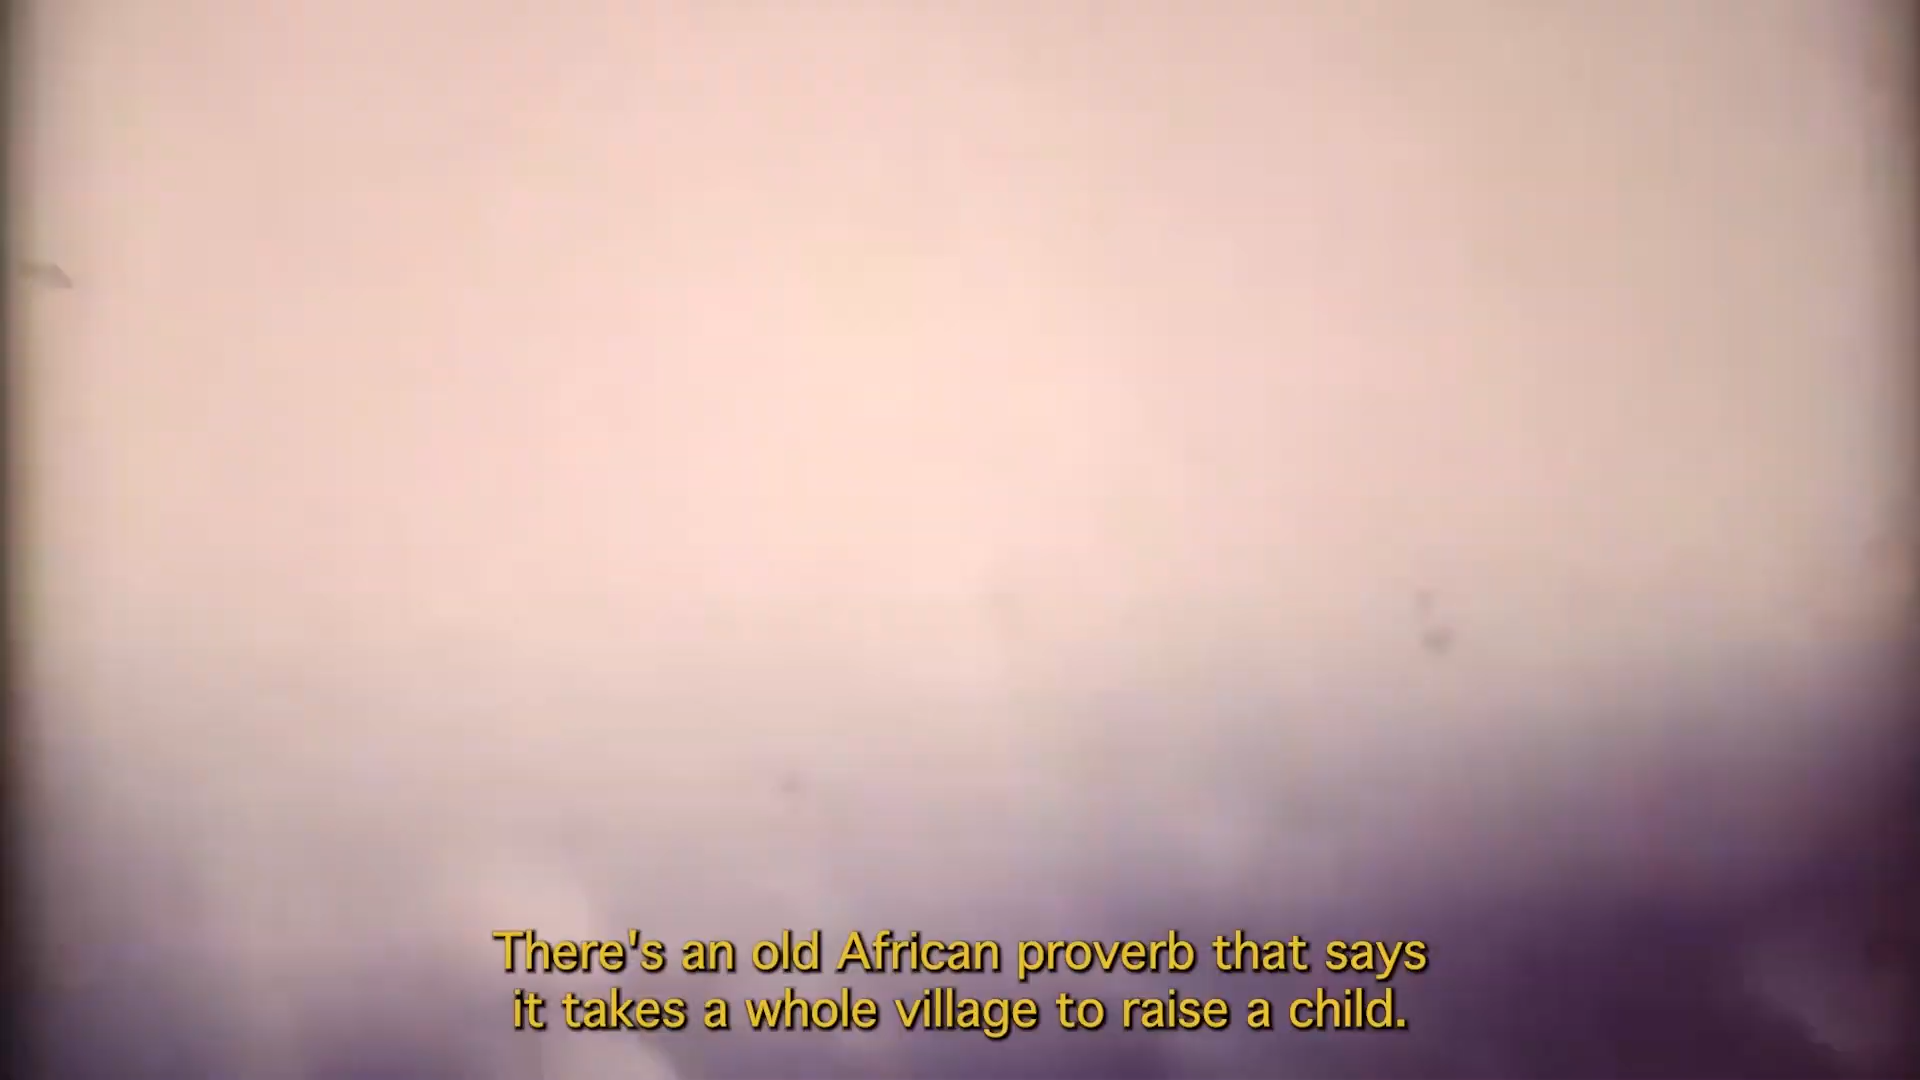 There's an old African proverb that says
it takes a whole village to raise a child.